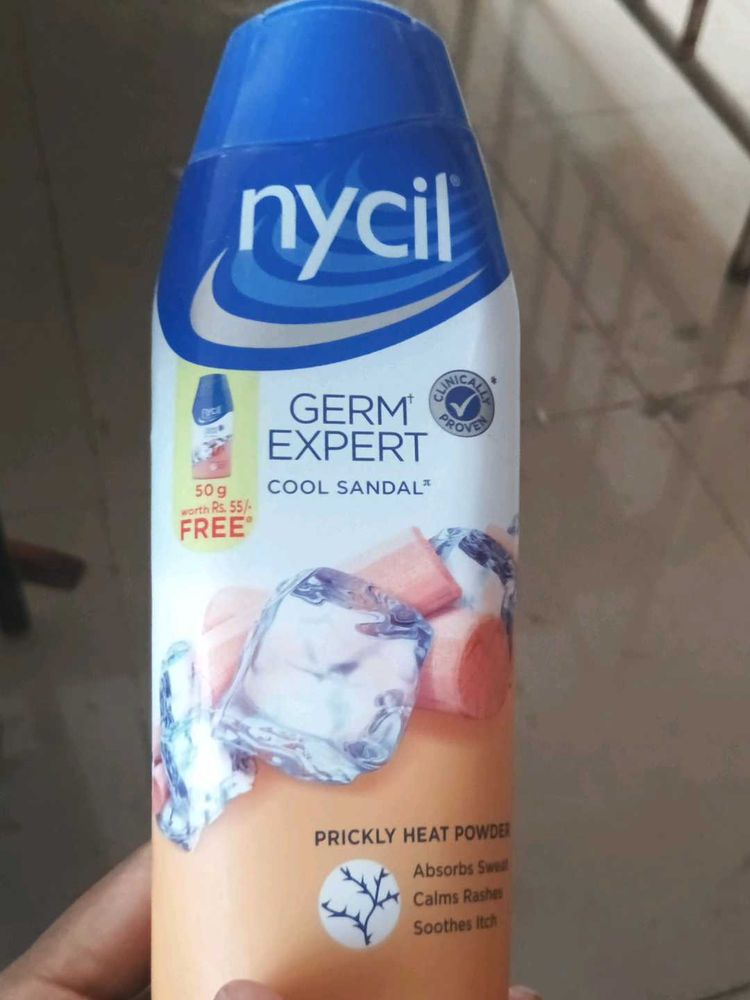 nycil®
CLINICALLY
PROVEN
*
GERM†
EXPERT
COOL SANDAL
nycil
50 g
worth Rs. 55/-
FREE
PRICKLY HEAT POWDER
Absorbs Sweat
Calms Rashes
Soothes Itch